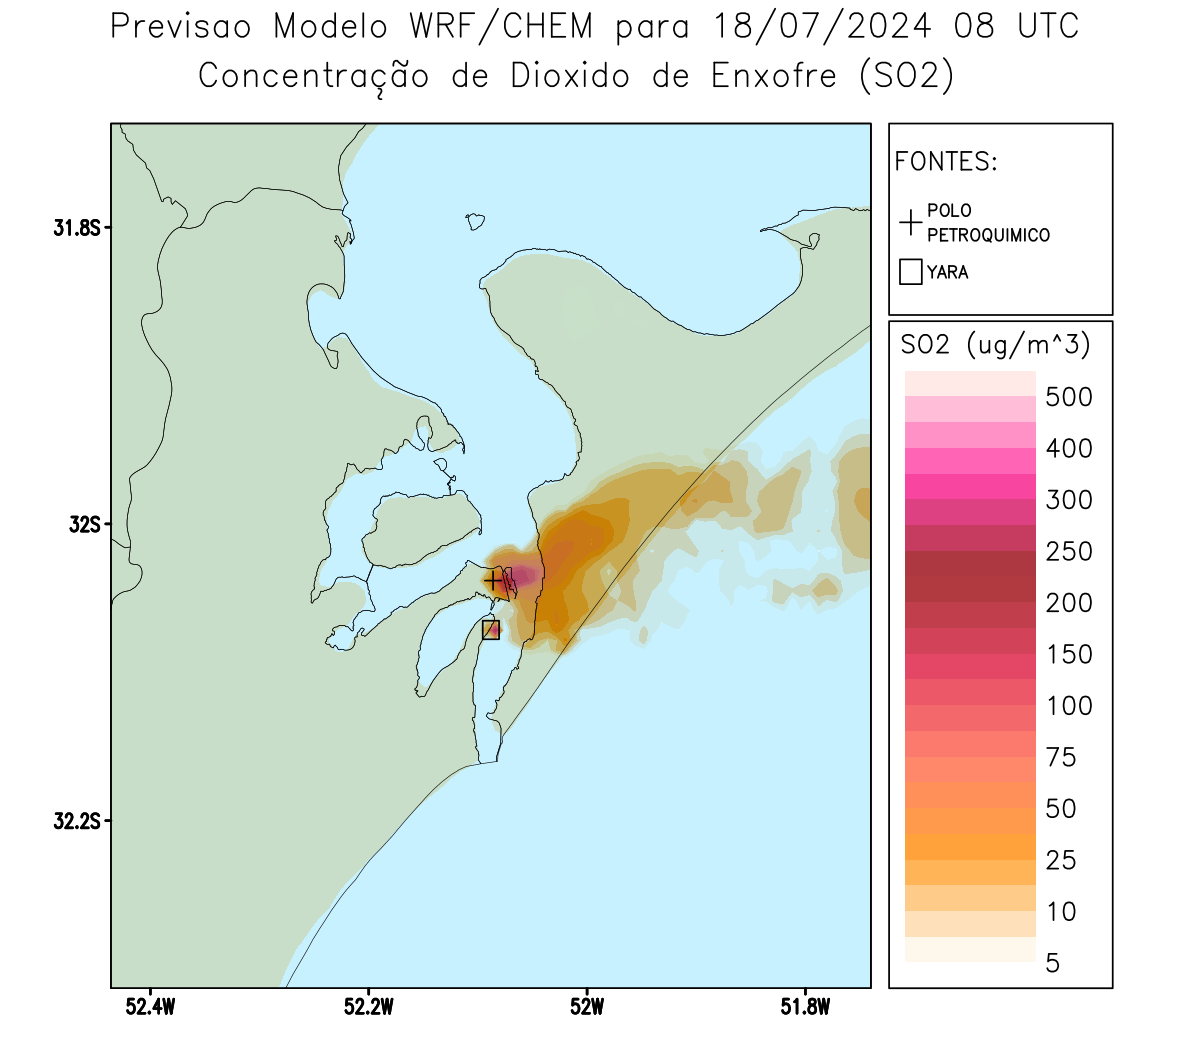 Previsao Modelo WRF/CHEM para 18/07/2024 08 UTC
Concentração de Dioxido de Enxofre (SO2)
FONTES:
POLO
PETROQUIMICO
YARA
31.8S
32S
32.2S
52.4W
52.2W
52W
51.8W
SO2 (ug/m^3)
500
400
300
250
200
150
100
75
50
25
10
5